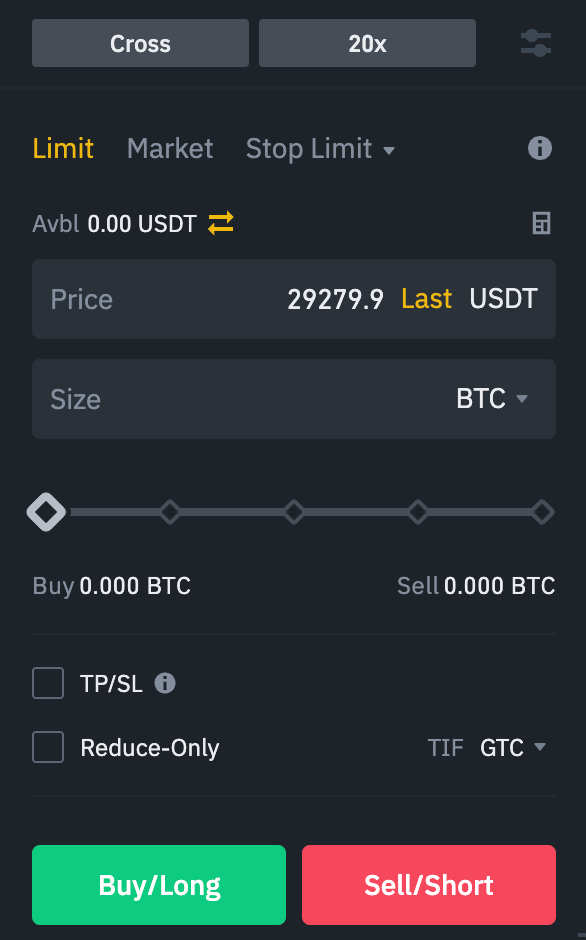 Cross 20x
Limit Market Stop Limit
Avbl 0.00 USDT
Price 29279.9 Last USDT
Size BTC
Buy 0.000 BTC Sell 0.000 BTC
TP/SL
Reduce-Only TIF GTC
Buy/Long Sell/Short